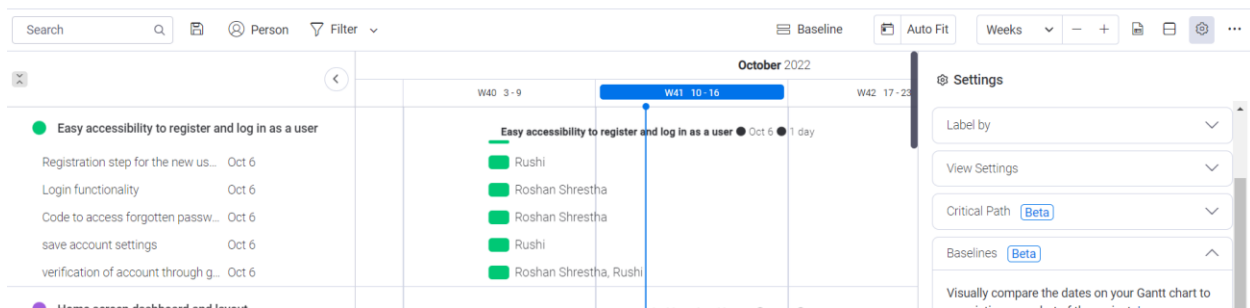 Search
Person
Filter
Baseline
Auto Fit
Weeks
October 2022
W40 3 - 9
W41 10 - 16
W42 17 - 23
Easy accessibility to register and log in as a user
Registration step for the new us... Oct 6
Login functionality Oct 6
Code to access forgotten passw... Oct 6
save account settings Oct 6
verification of account through g... Oct 6
Easy accessibility to register and log in as a user ● Oct 6 ● 1 day
Rushi
Roshan Shrestha
Roshan Shrestha
Rushi
Roshan Shrestha, Rushi
Settings
Label by
View Settings
Critical Path Beta
Baselines Beta
Visually compare the dates on your Gantt chart to
Home screen dashboard and layout